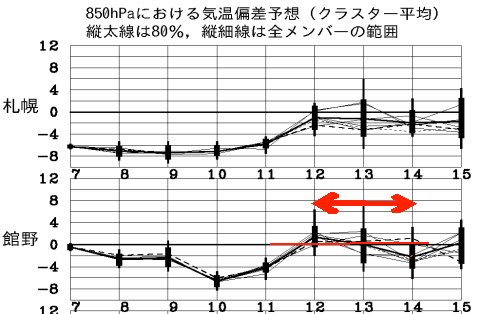 850hPaにおける気温偏差予想（クラスター平均）
縦太線は80%，縦細線は全メンバーの範囲
12
8
4
札幌 0
-4
-8
7 8 9 10 11 12 13 14 15
12
8
4
館野 0
-4
-8
12 7 8 9 10 11 12 13 14 15